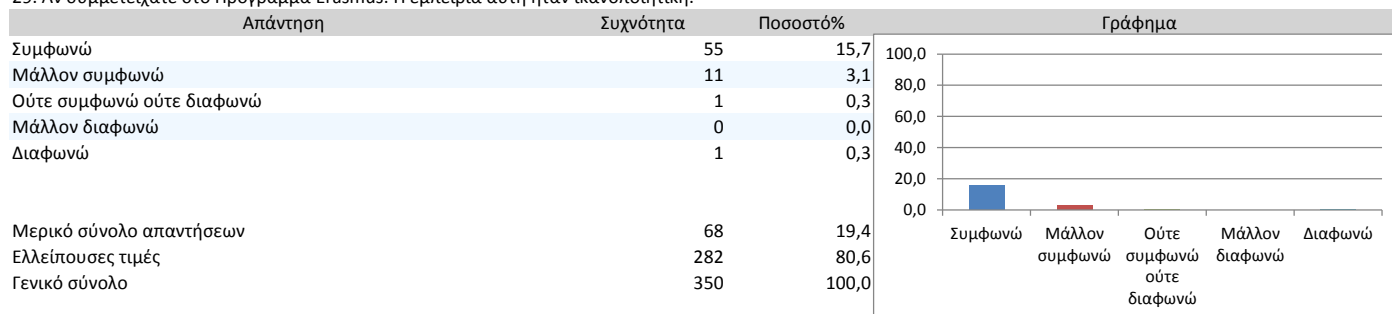 Απάντηση Συχνότητα Ποσοστό% Γράφημα
Συμφωνώ 55 15,7
Μάλλον συμφωνώ 11 3,1
Ούτε συμφωνώ ούτε διαφωνώ 1 0,3
Μάλλον διαφωνώ 0 0,0
Διαφωνώ 1 0,3
Μερικό σύνολο απαντήσεων 68 19,4
Ελλείπουσες τιμές 282 80,6
Γενικό σύνολο 350 100,0
100,0
80,0
60,0
40,0
20,0
0,0
Συμφωνώ Μάλλον Ούτε Μάλλον Διαφωνώ
συμφωνώ συμφωνώ διαφωνώ
ούτε
διαφωνώ